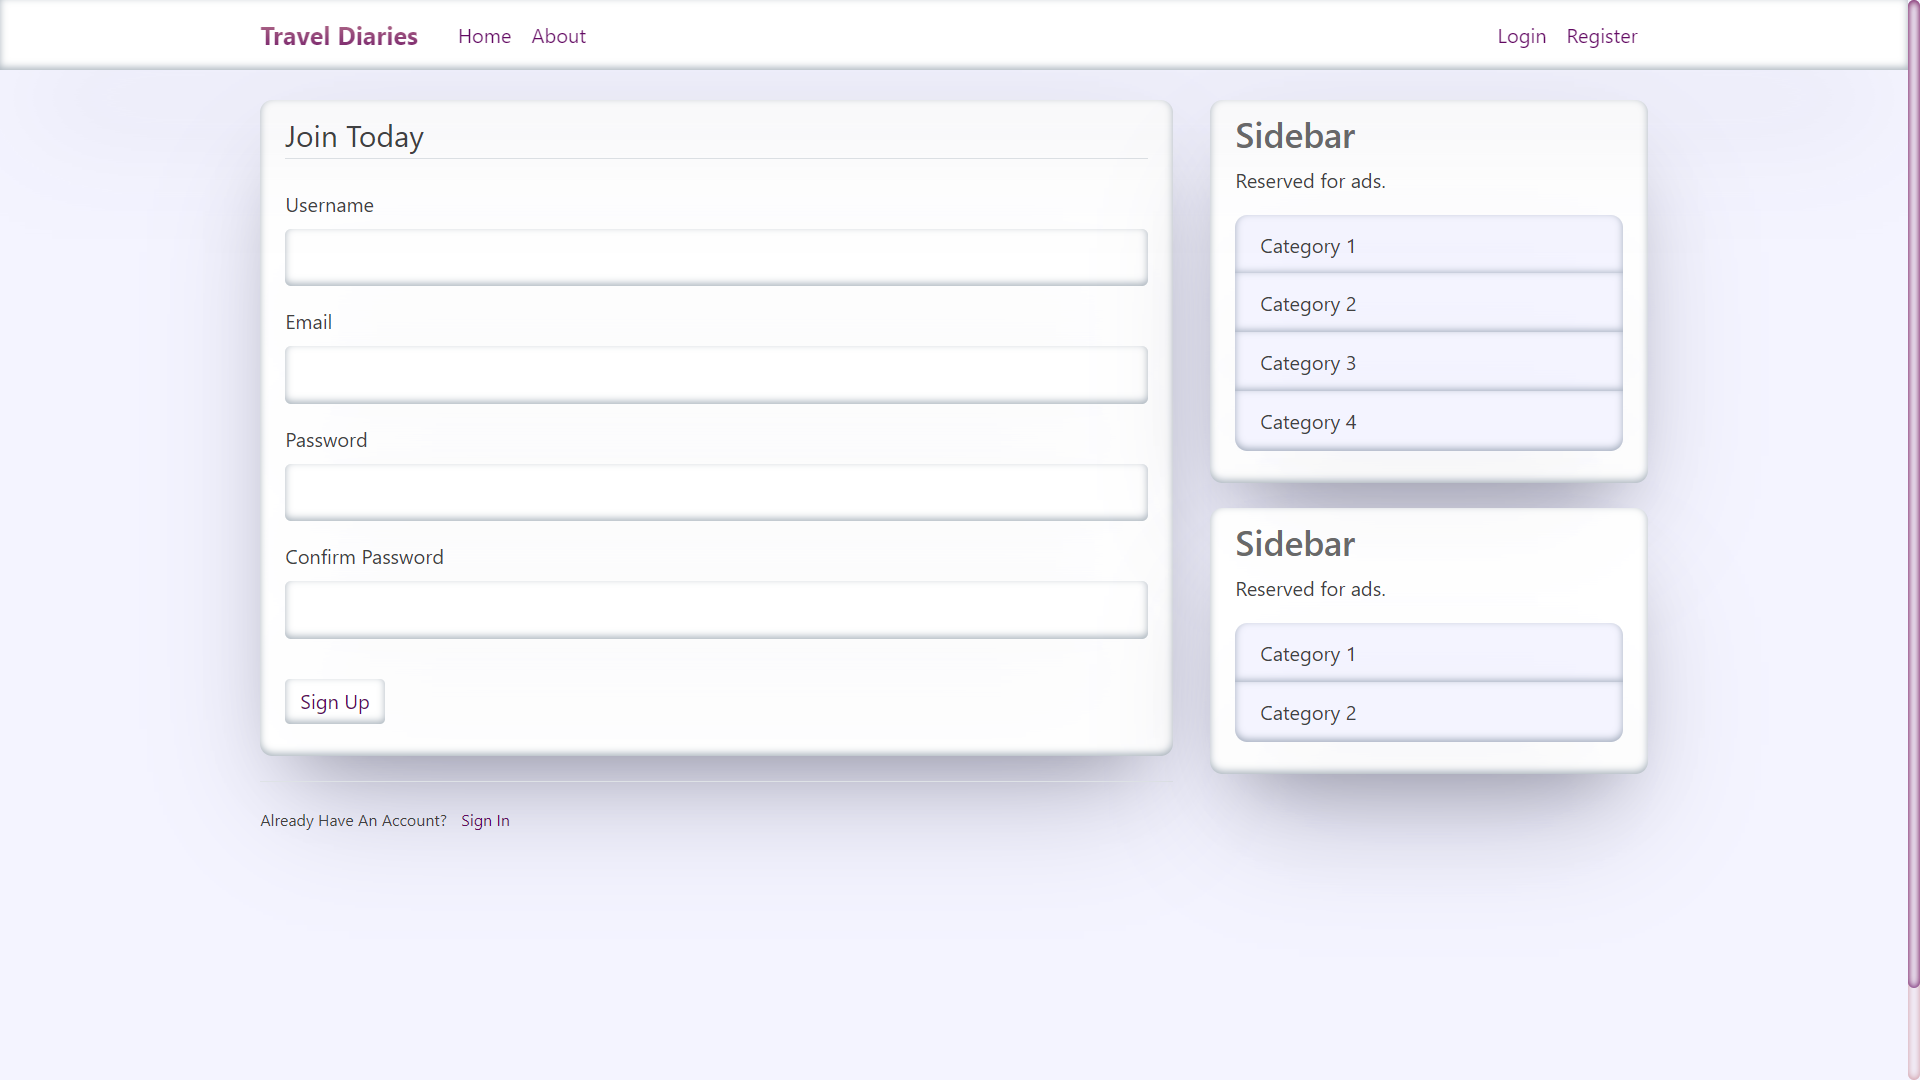 Travel Diaries Home About Login Register
Join Today
Username
Email
Password
Confirm Password
Sign Up
Already Have An Account? Sign In
Sidebar
Reserved for ads.
Category 1
Category 2
Category 3
Category 4
Sidebar
Reserved for ads.
Category 1
Category 2